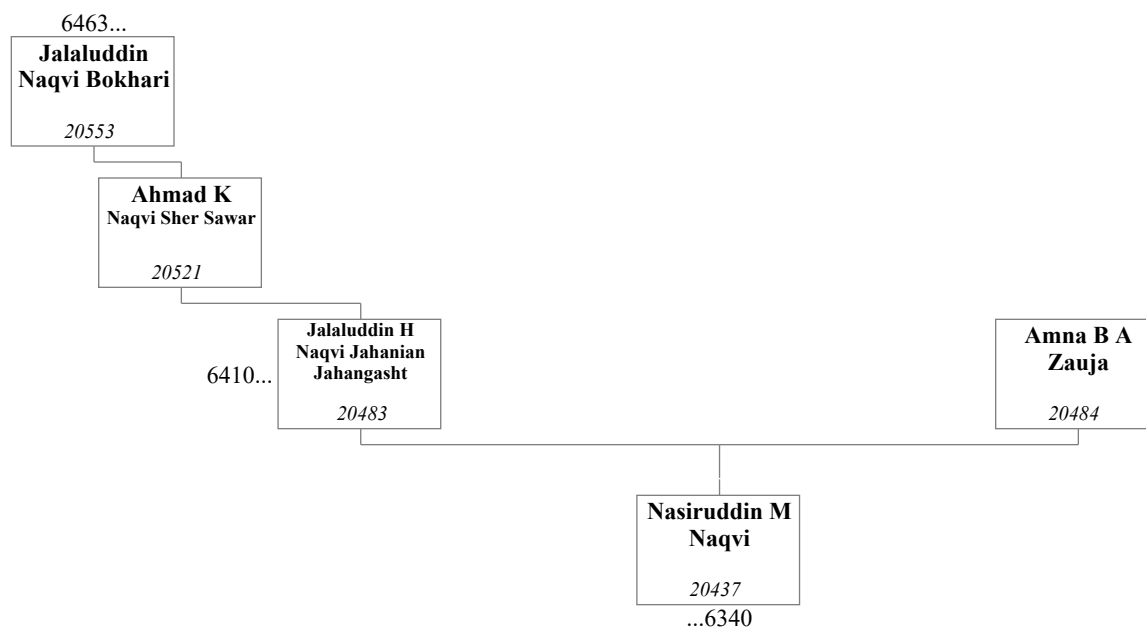 6463...
Jalaluddin
Naqvi Bokhari
20553
Ahmad K
Naqvi Sher Sawar
20521
Jalaluddin H
Naqvi Jahanian
Jahangasht
20483
6410...
Amna B A
Zauja
20484
Nasiruddin M
Naqvi
20437
...6340